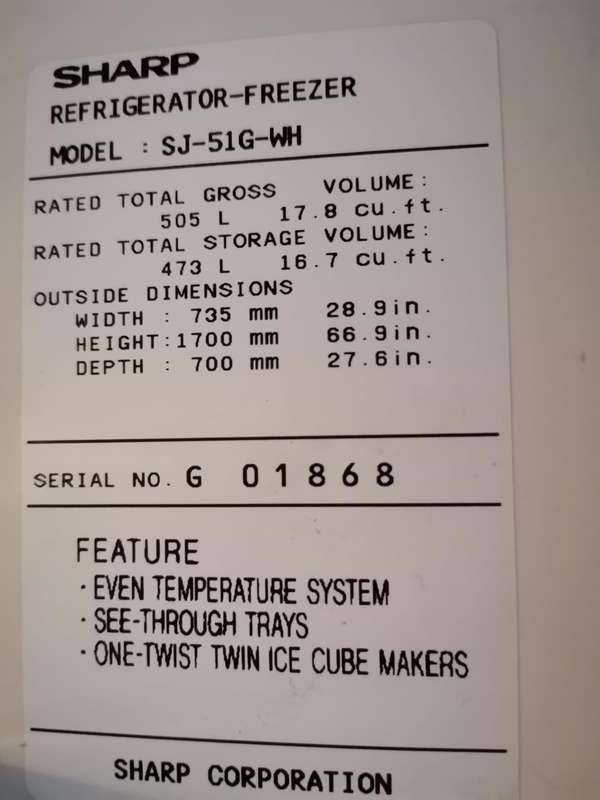 SHARP
REFRIGERATOR-FREEZER
MODEL : SJ-51G-WH
RATED TOTAL GROSS VOLUME:
505 L 17.8 cu.ft.
RATED TOTAL STORAGE VOLUME:
473 L 16.7 cu.ft.
OUTSIDE DIMENSIONS
WIDTH : 735 mm 28.9in.
HEIGHT:1700 mm 66.9in.
DEPTH : 700 mm 27.6in.
SERIAL NO. G 01868
FEATURE
·EVEN TEMPERATURE SYSTEM
·SEE-THROUGH TRAYS
·ONE-TWIST TWIN ICE CUBE MAKERS
SHARP CORPORATION